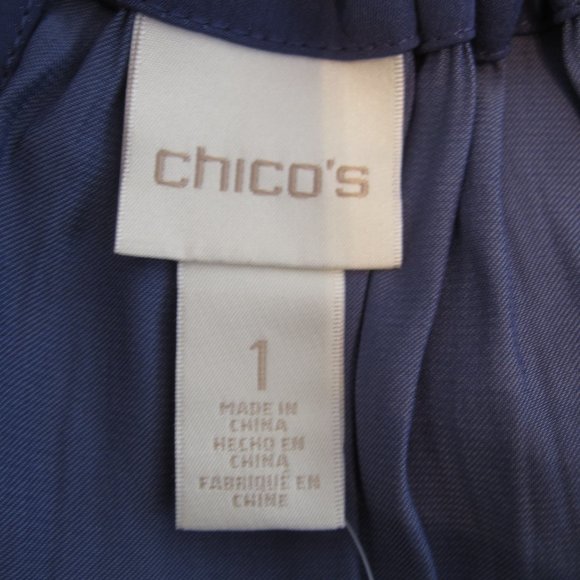 chico's
1
MADE IN
CHINA
HECHO EN
CHINA
FABRIQUÉ EN
CHINE